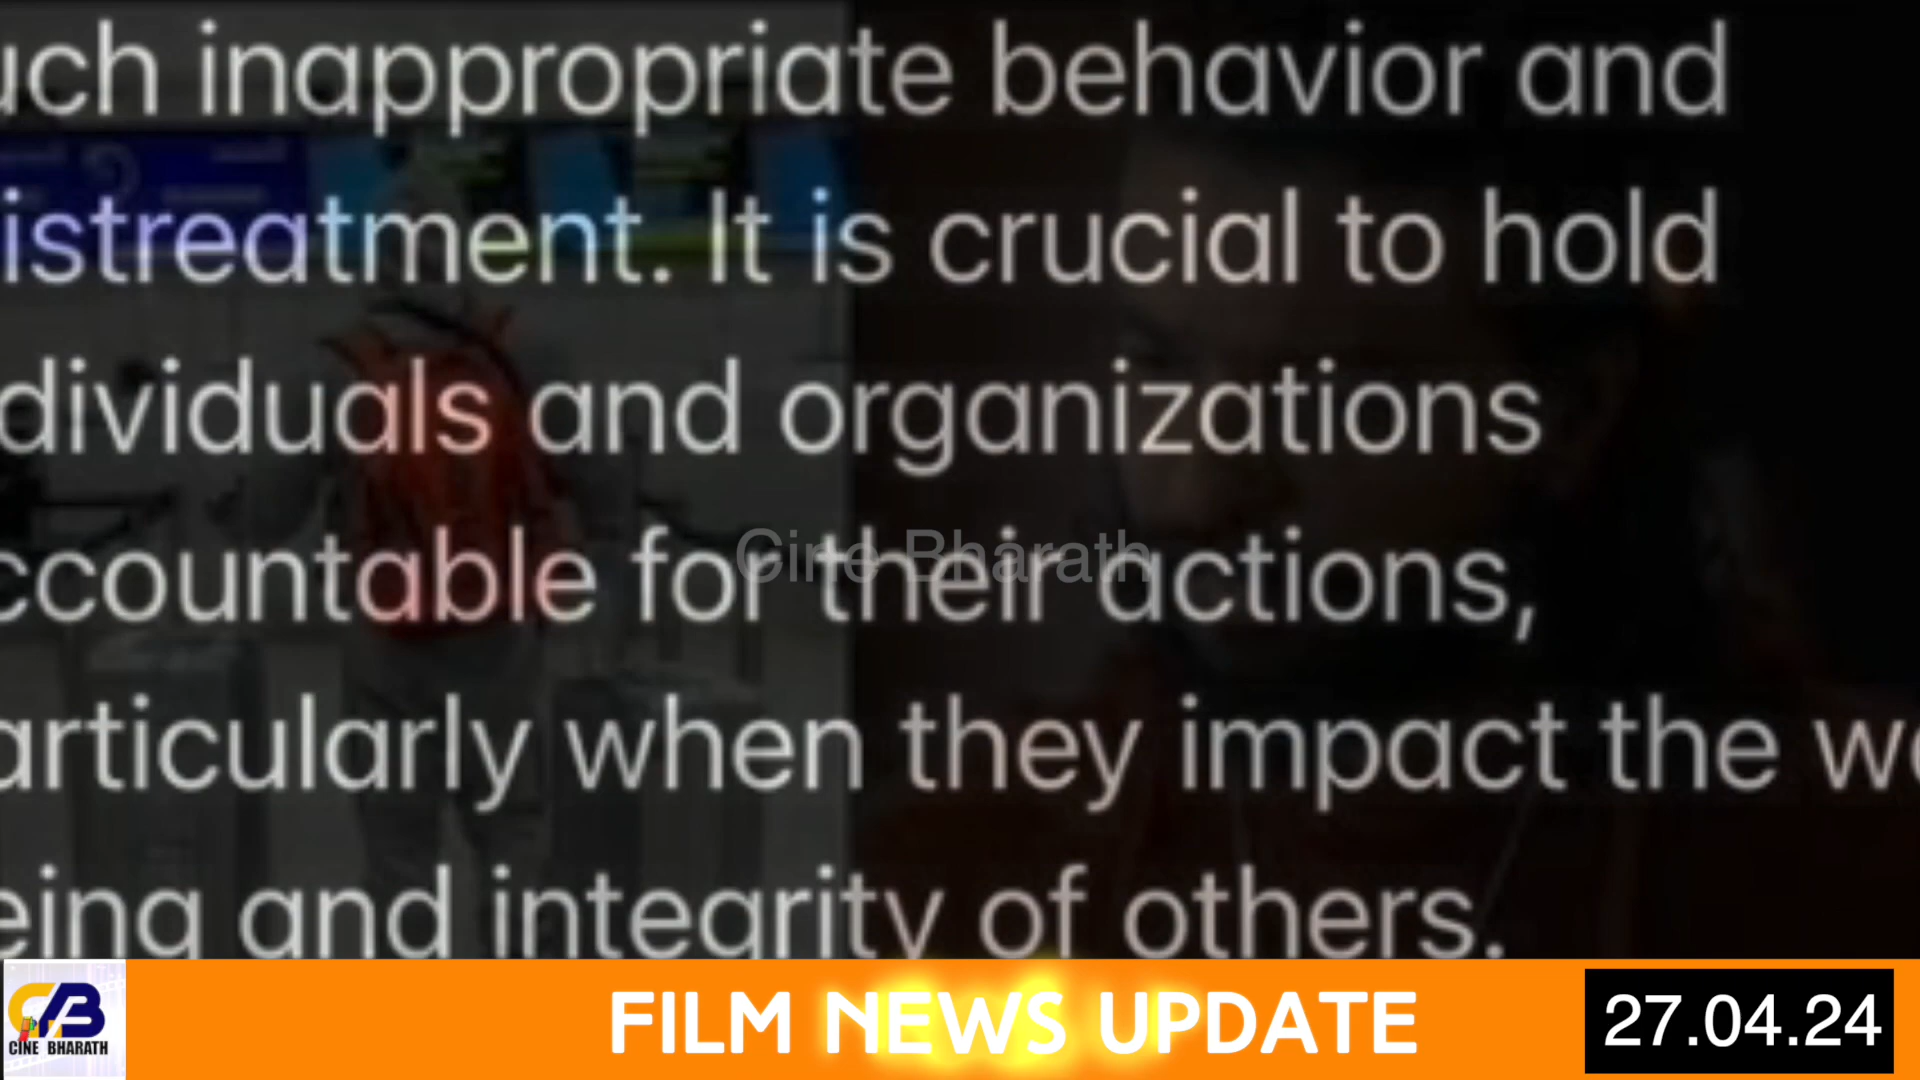 uch inappropriate behavior and
istreatment. It is crucial to hold
dividuals and organizations
ccountable for their actions,
Cine Bharath
articularly when they impact the we
eing and integrity of others.
CINE BHARATH
FILM NEWS UPDATE
27.04.24